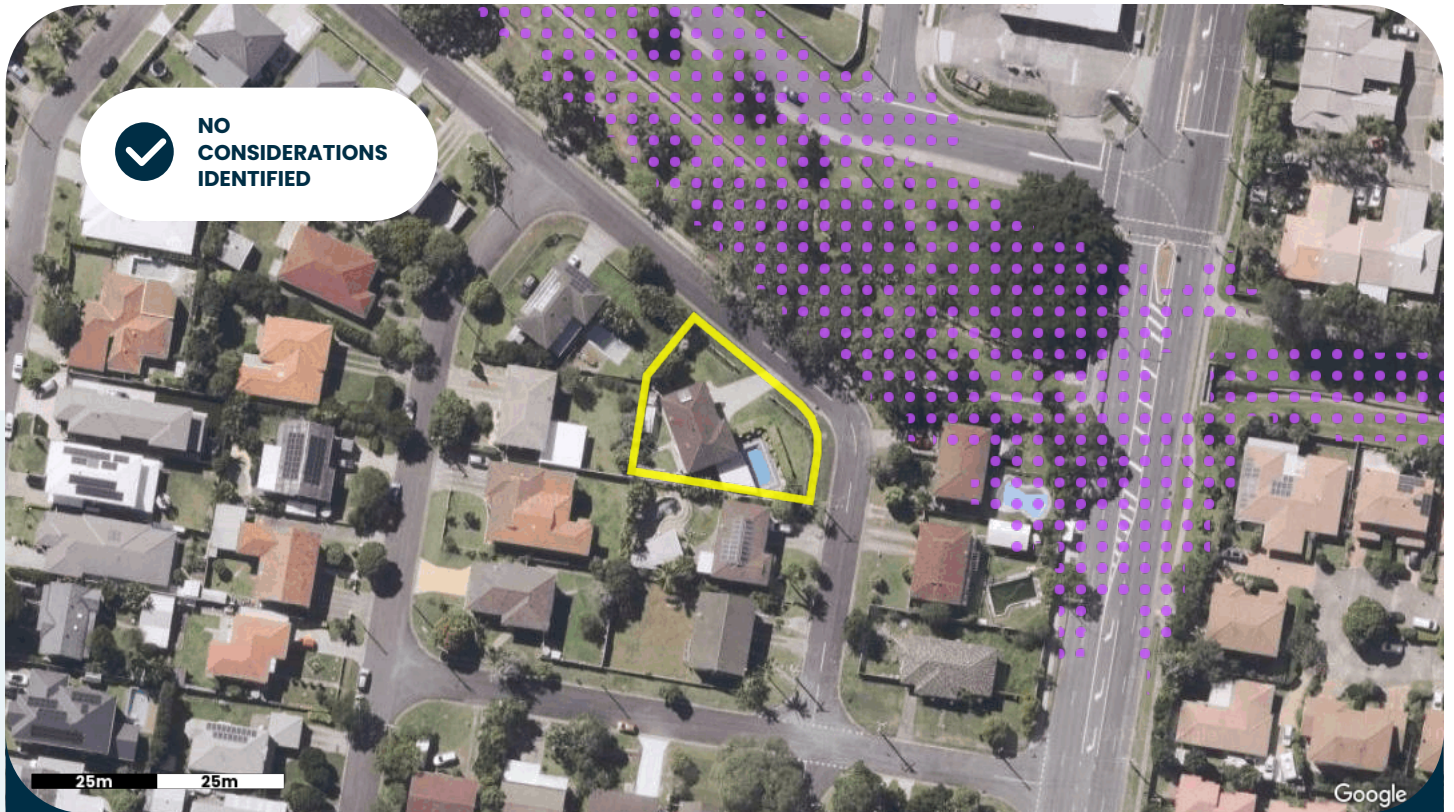 NO
CONSIDERATIONS
IDENTIFIED
25m 25m
Google